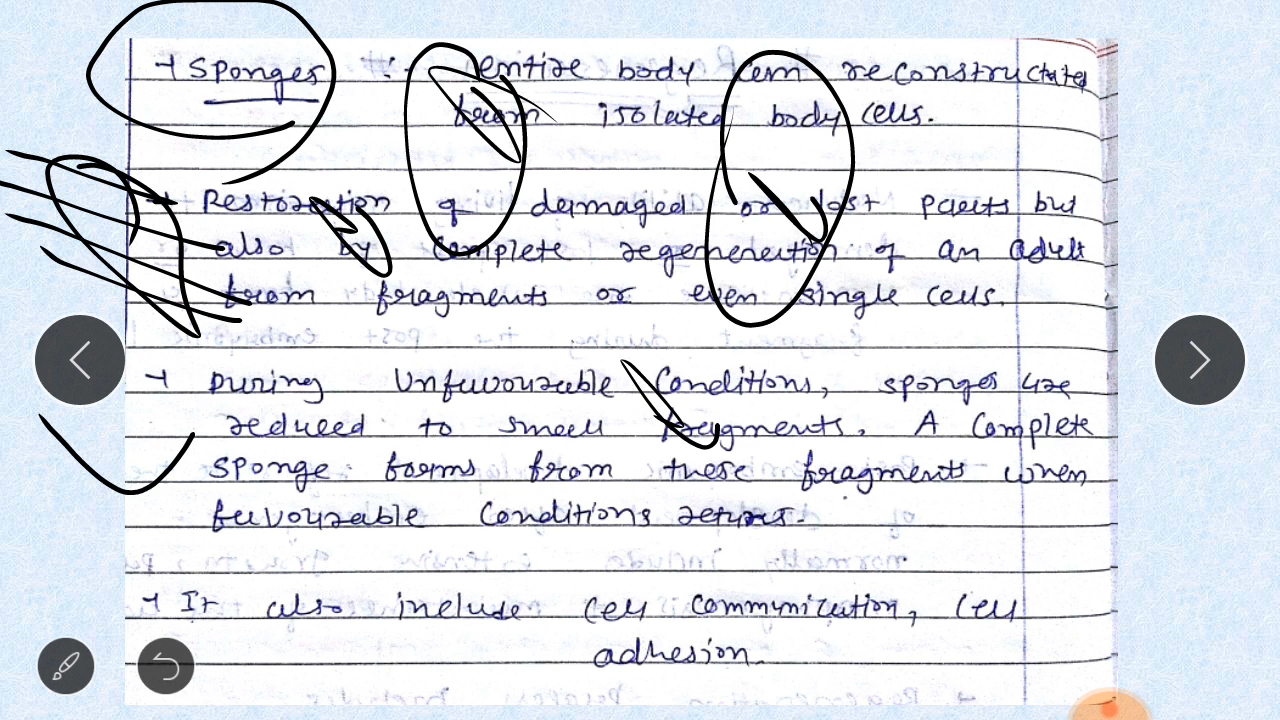 → Sponges :- entire body can reconstructated
from isolated body cells.
→ Restoration of damaged or lost parts but
also by complete regeneration of an adult
from fragments or even single cells.
→ During Unfavourable Conditions, sponges are
reduced to small fragments. A Complete
sponge forms from these fragments when
favourable Conditions returns.
→ It also include cell communication, cell
adhesion.